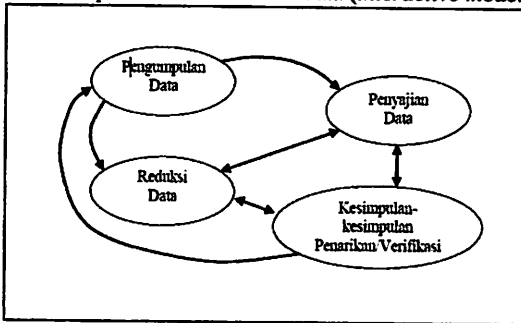 Pengumpulan
Data
Penyajian
Data
Reduksi
Data
Kesimpulan-
kesimpulan
Penarikan/Verifikasi